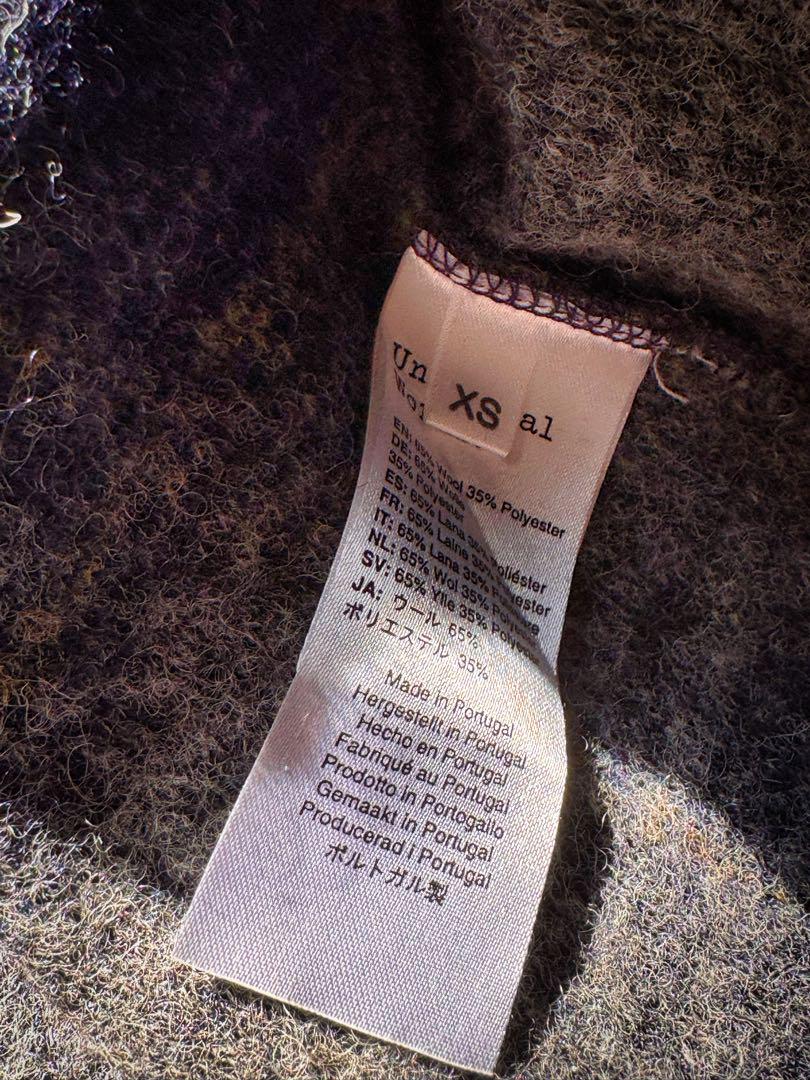 Un XS al
EN: 65% Wool 35% Polyester
DE: 65% Wolle
35% Polyester
ES: 65% Lana 35% Poliéster
FR: 65% Laine 35% Polyester
IT: 65% Lana 35% Poliestere
NL: 65% Wol 35% Polyester
SV: 65% Ylle 35% Polyester
JA: ウール 65%
ポリエステル 35%
Made in Portugal
Hergestellt in Portugal
Hecho en Portugal
Fabriqué au Portugal
Prodotto in Portogallo
Gemaakt in Portugal
Producerad i Portugal
ポルトガル製